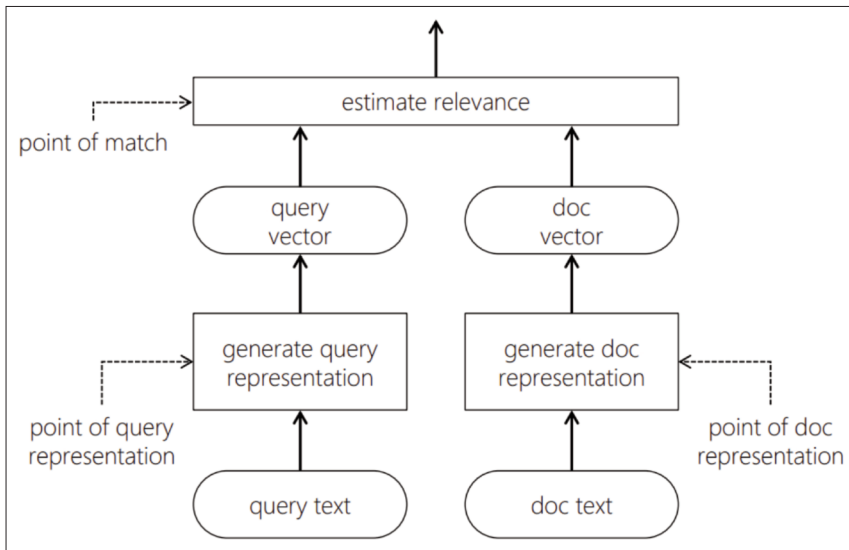 estimate relevance
point of match
query
vector
doc
vector
generate query
representation
generate doc
representation
point of query
representation
point of doc
representation
query text
doc text